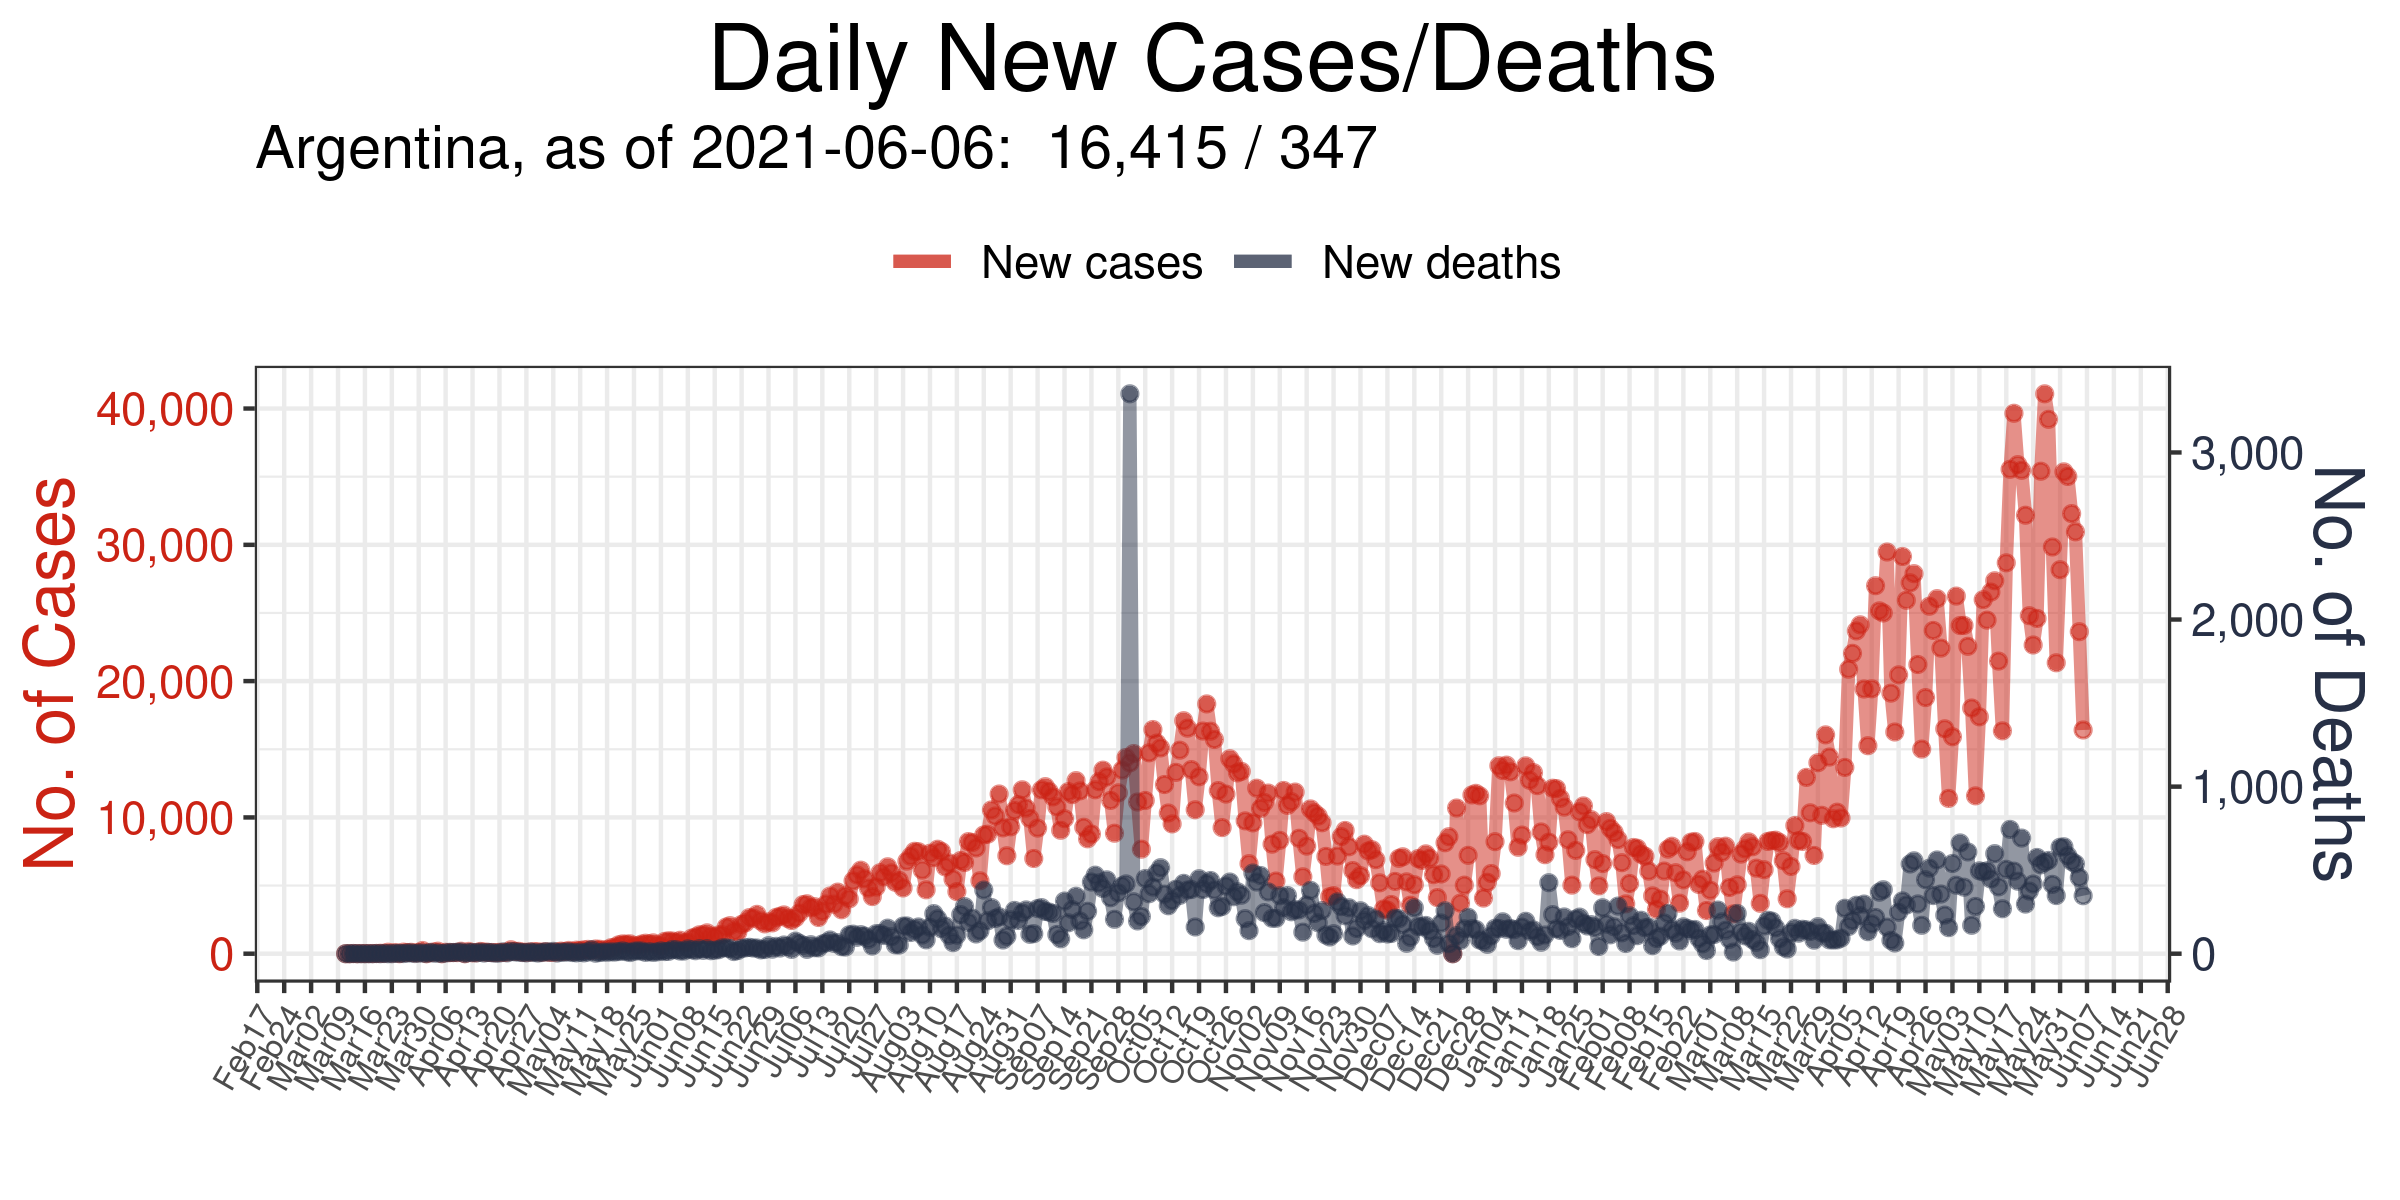 Daily New Cases/Deaths
Argentina, as of 2021-06-06:  16,415 / 347
New cases
New deaths
No. of Cases
40,000
30,000
20,000
10,000
0
3,000
2,000
1,000
0
No. of Deaths
Feb17
Feb24
Mar02
Mar09
Mar16
Mar23
Mar30
Apr06
Apr13
Apr20
Apr27
May04
May11
May18
May25
Jun01
Jun08
Jun15
Jun22
Jun29
Jul06
Jul13
Jul20
Jul27
Aug03
Aug10
Aug17
Aug24
Aug31
Sep07
Sep14
Sep21
Sep28
Oct05
Oct12
Oct19
Oct26
Nov02
Nov09
Nov16
Nov23
Nov30
Dec07
Dec14
Dec21
Dec28
Jan04
Jan11
Jan18
Jan25
Feb01
Feb08
Feb15
Feb22
Mar01
Mar08
Mar15
Mar22
Mar29
Apr05
Apr12
Apr19
Apr26
May03
May10
May17
May24
May31
Jun07
Jun14
Jun21
Jun28